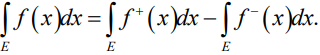 ∫_E f(x)dx = ∫_E f⁺(x)dx − ∫_E f⁻(x)dx.